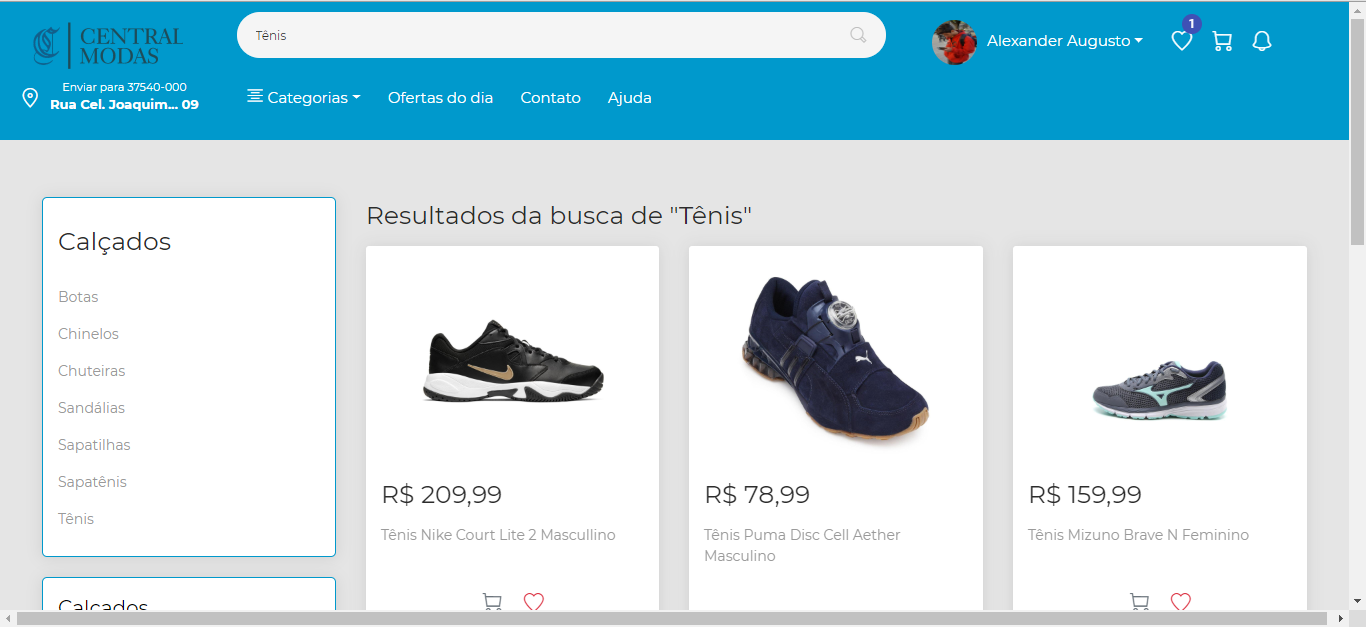 CENTRAL
MODAS
Tênis
Alexander Augusto
1
Enviar para 37540-000
Rua Cel. Joaquim... 09
Categorias
Ofertas do dia
Contato
Ajuda
Calçados
Botas
Chinelos
Chuteiras
Sandálias
Sapatilhas
Sapatênis
Tênis
Calçados
Resultados da busca de "Tênis"
R$ 209,99
Tênis Nike Court Lite 2 Mascullino
R$ 78,99
Tênis Puma Disc Cell Aether
Masculino
R$ 159,99
Tênis Mizuno Brave N Feminino